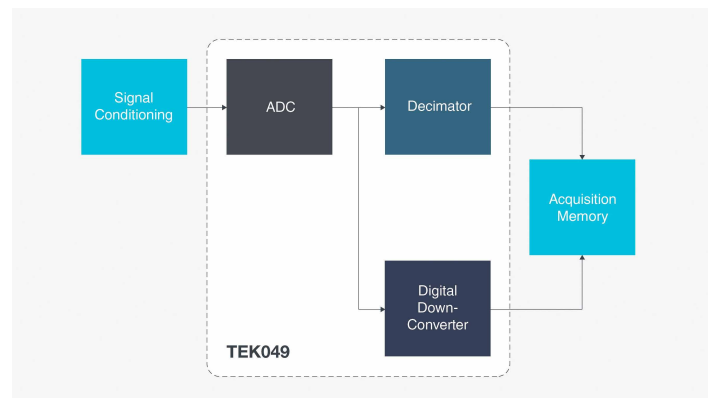 Signal
Conditioning
ADC
Decimator
Acquisition
Memory
Digital
Down-
Converter
TEK049